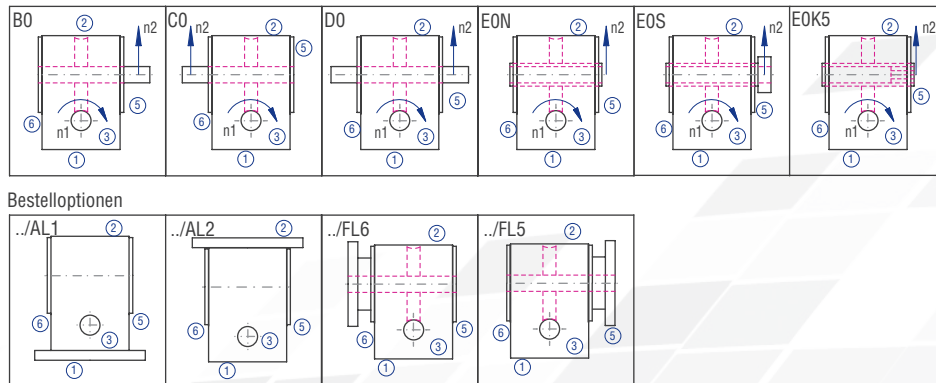 B0 C0 D0 E0N E0S E0K5
2 n2 n2 2 5 2 n2 2 n2 2 n2 2 n2
6 n1 3 5 6 n1 3 6 n1 3 5 6 n1 3 5 6 n1 3 5 6 n1 3 5
1 1 1 1 1 1
Bestelloptionen
../AL1 ../AL2 ../FL6 ../FL5
2 2 2 2
6 3 5 6 3 5 6 3 5 6 3 5
1 1 1 1